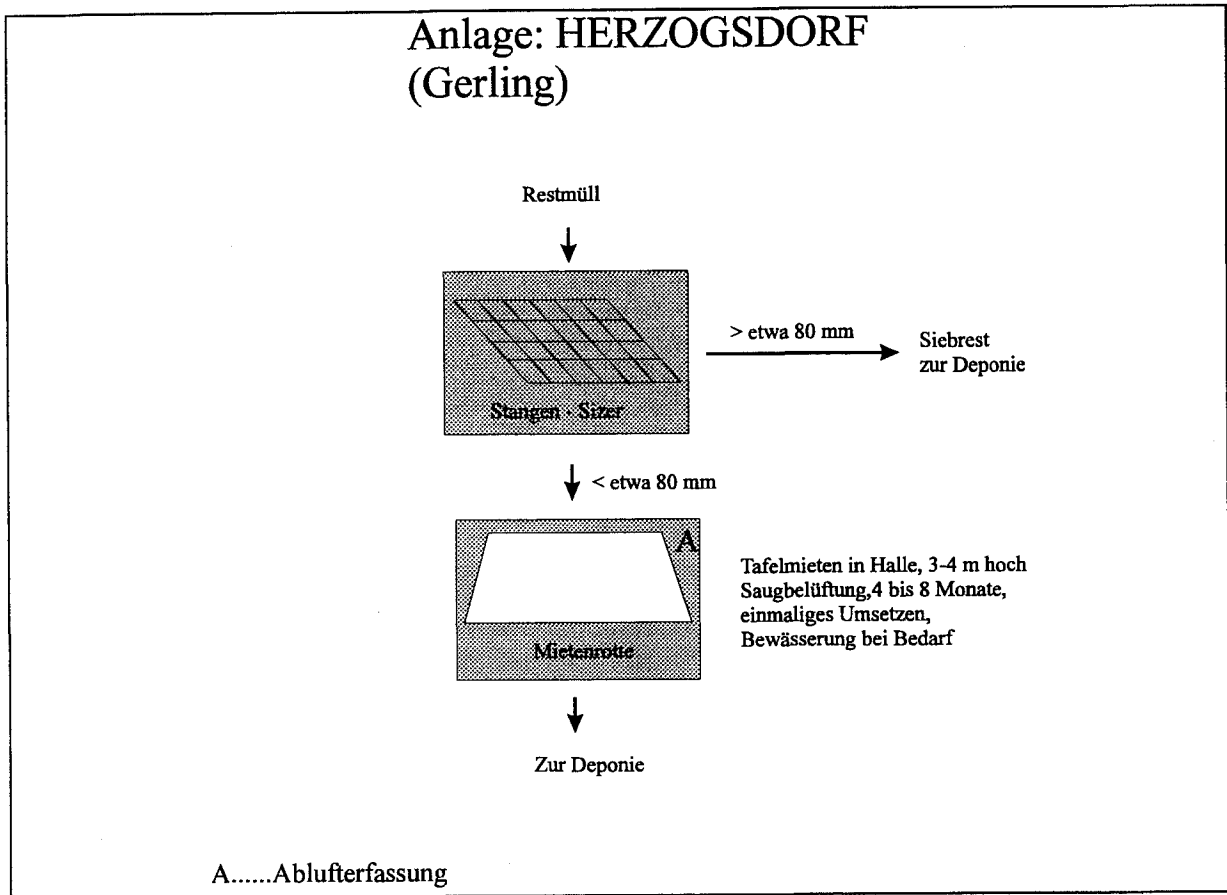 Anlage: HERZOGSDORF
(Gerling)
Restmüll
> etwa 80 mm
Siebrest
zur Deponie
Stangen - Sizer
< etwa 80 mm
A
Tafelmieten in Halle, 3-4 m hoch
Saugbelüftung,4 bis 8 Monate,
einmaliges Umsetzen,
Bewässerung bei Bedarf
Mietenrotte
Zur Deponie
A......Ablufterfassung